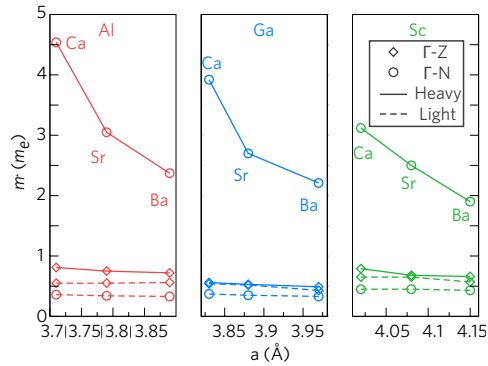 Al
Ga
Sc
5
4
3
2
1
0
m* (mₑ)
Ca
Sr
Ba
Ca
Sr
Ba
Ca
Sr
Ba
Γ-Z
Γ-N
Heavy
Light
3.7 3.75 3.8 3.85
3.85 3.9 3.95
4.05 4.1 4.15
a (Å)